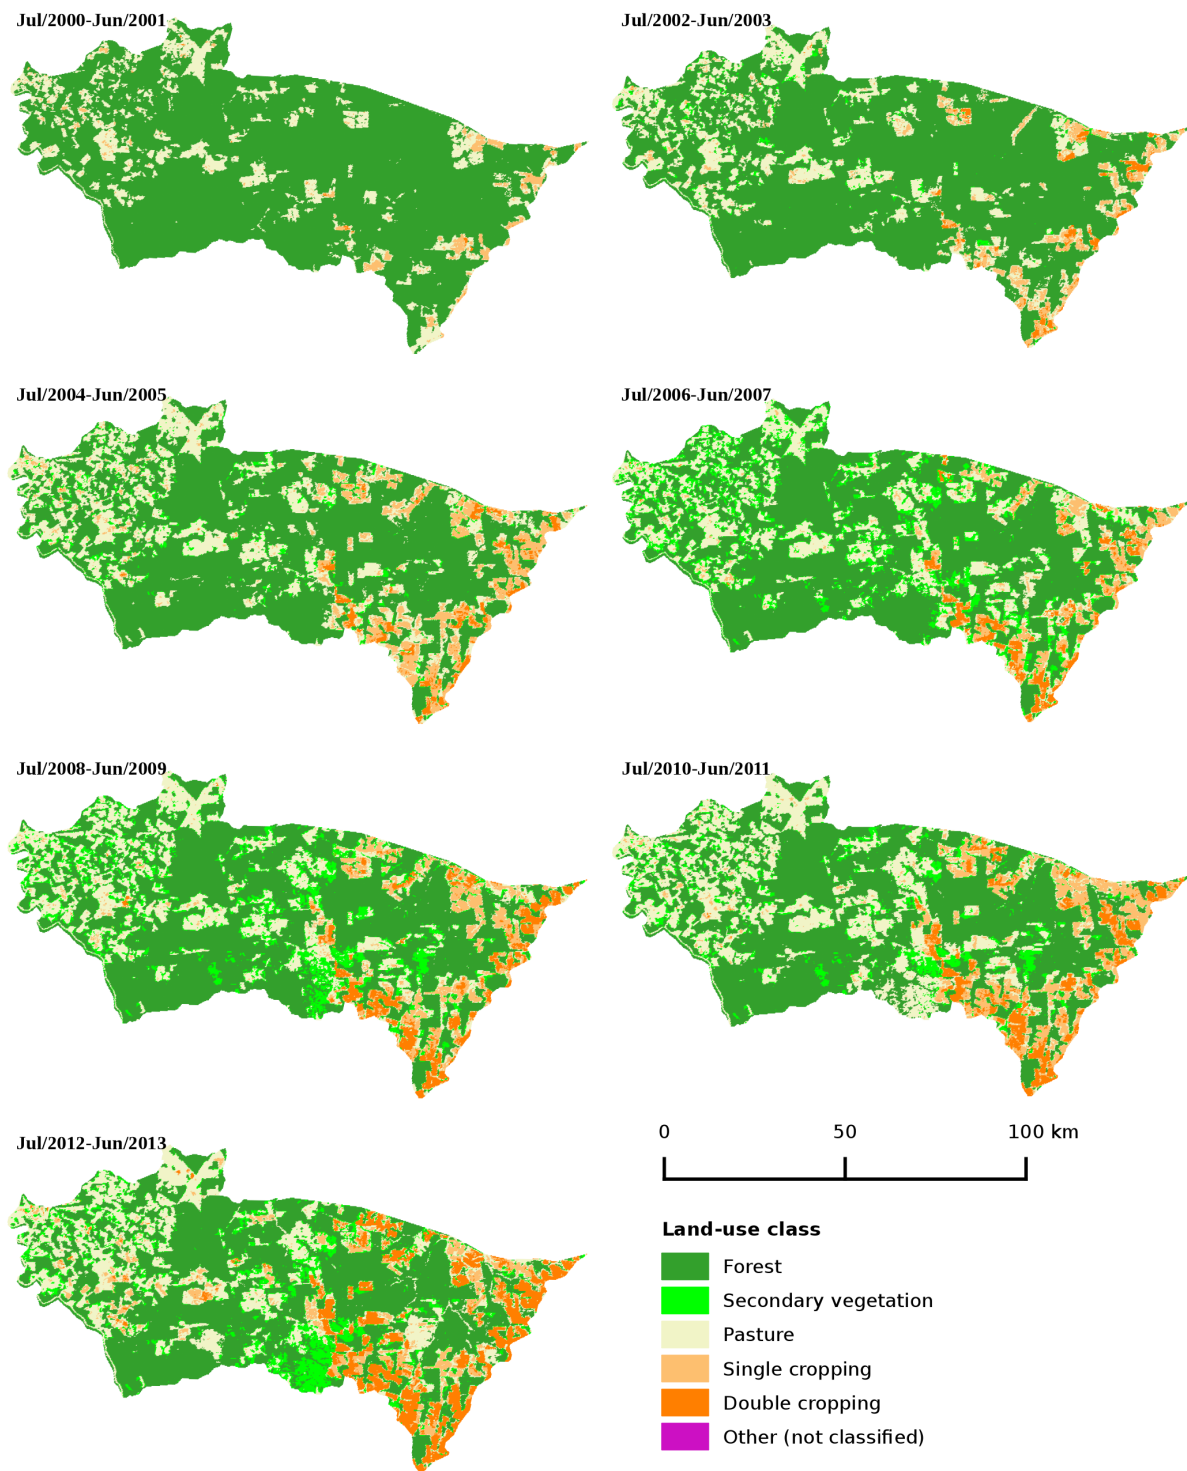 Jul/2000-Jun/2001
Jul/2002-Jun/2003
Jul/2004-Jun/2005
Jul/2006-Jun/2007
Jul/2008-Jun/2009
Jul/2010-Jun/2011
Jul/2012-Jun/2013
0 50 100 km
Land-use class
Forest
Secondary vegetation
Pasture
Single cropping
Double cropping
Other (not classified)